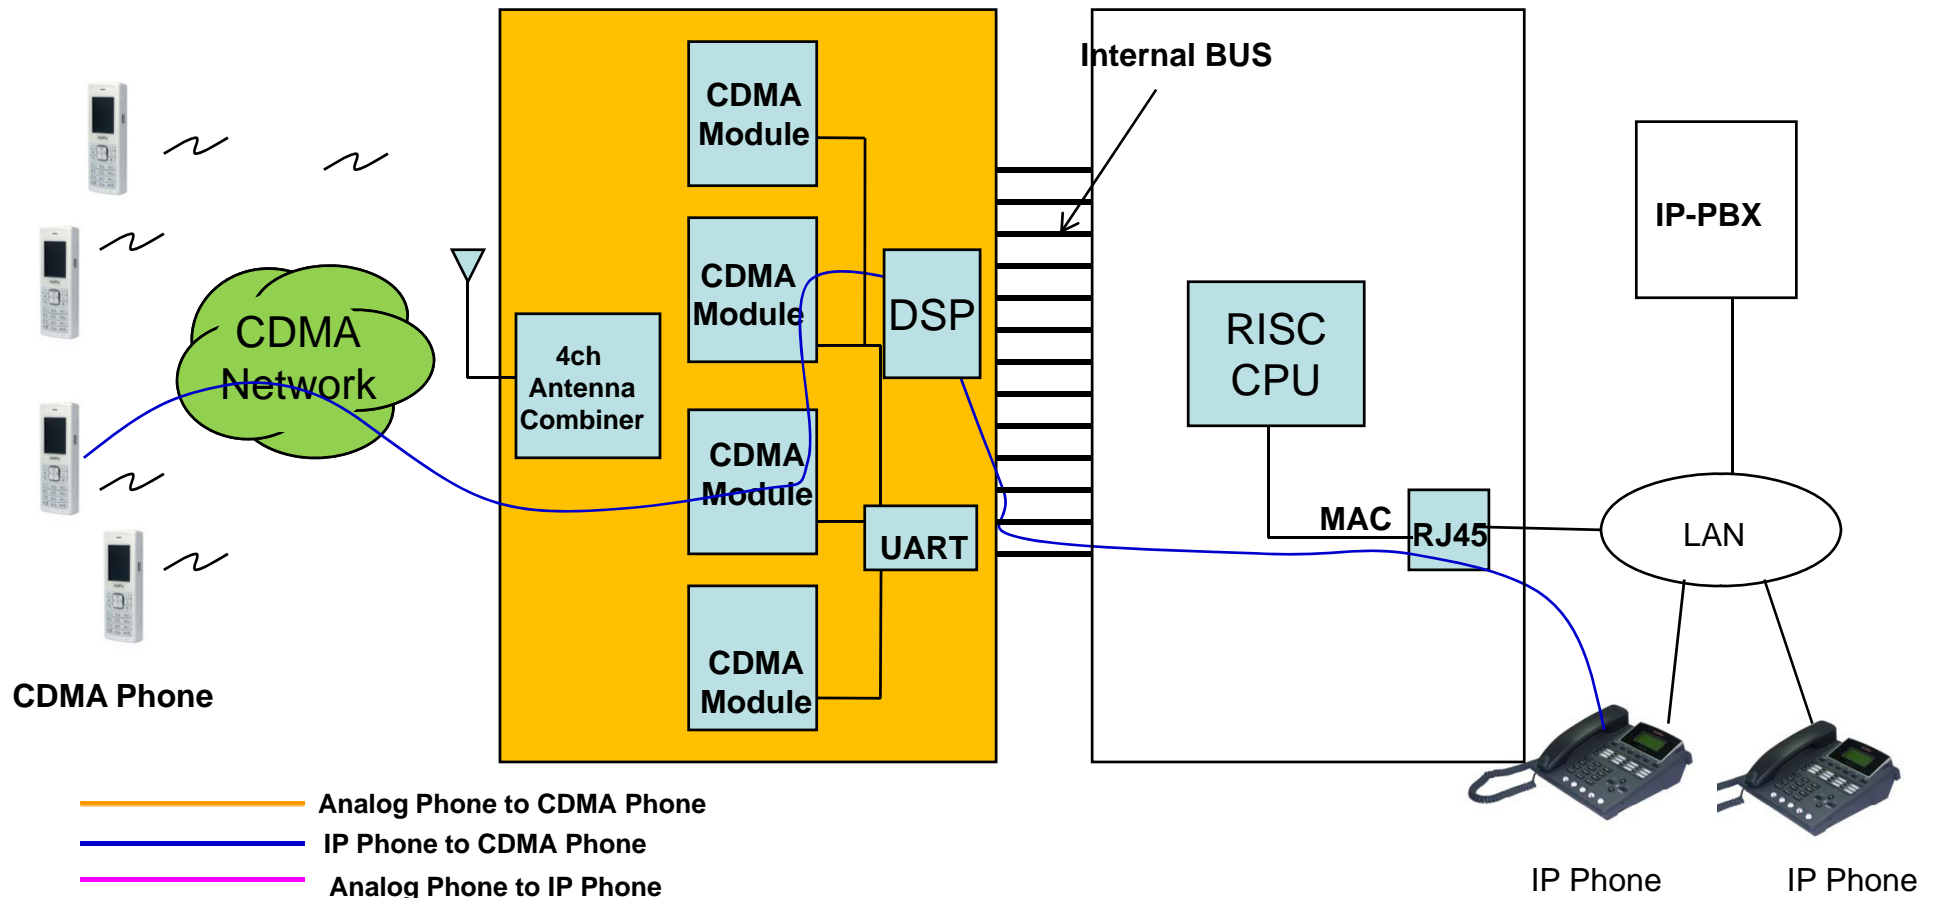 Internal BUS
CDMA
Module
IP-PBX
CDMA
Module
DSP
CDMA
Network
RISC
CPU
4ch
Antenna
Combiner
CDMA
Module
MAC
RJ45
LAN
UART
CDMA
Module
CDMA Phone
Analog Phone to CDMA Phone
IP Phone to CDMA Phone
Analog Phone to IP Phone
IP Phone
IP Phone